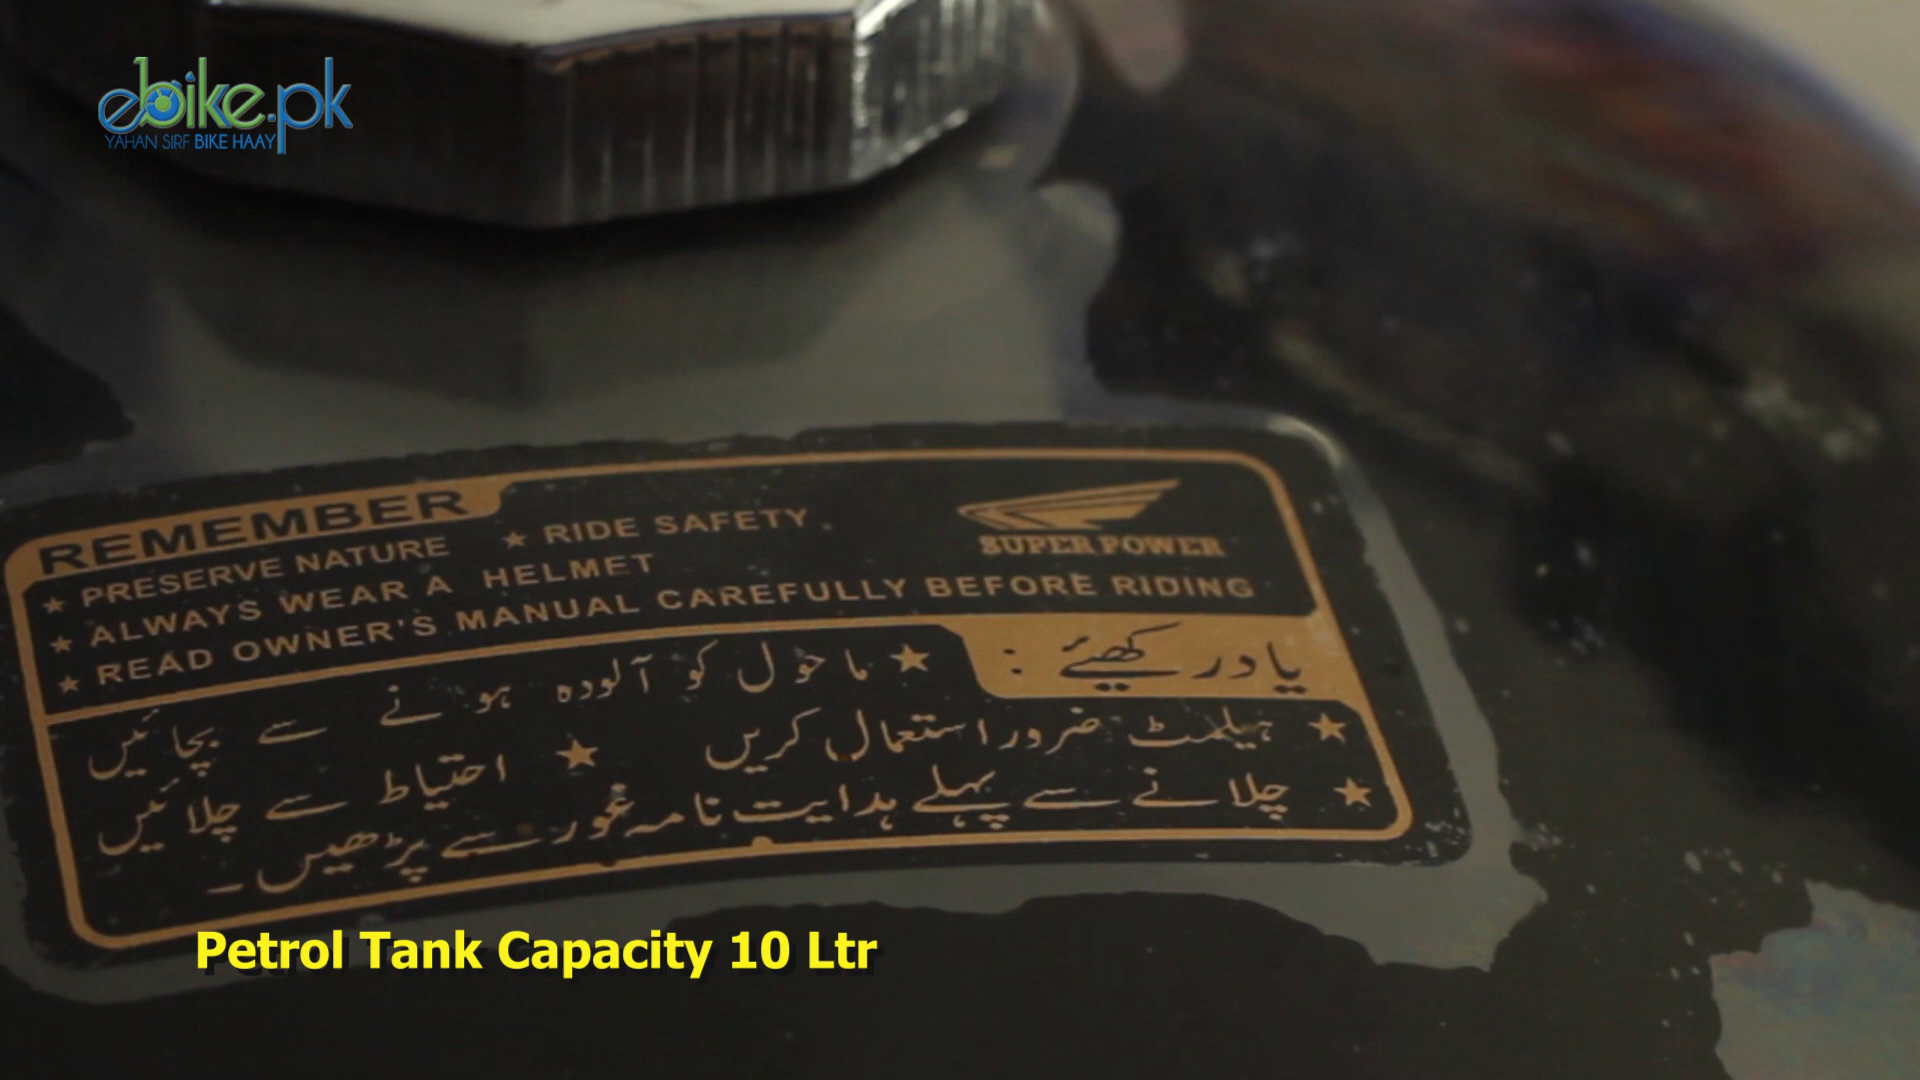 ebike.pk
YAHAN SIRF BIKE HAAY
REMEMBER
★ PRESERVE NATURE ★ RIDE SAFETY
★ ALWAYS WEAR A HELMET
★ READ OWNER'S MANUAL CAREFULLY BEFORE RIDING
SUPER POWER
یاد رکھئے :
★ ماحول کو آلودہ ہونے سے بچائیں
★ ہیلمٹ ضرور استعمال کریں ★ احتیاط سے چلائیں
★ چلانے سے پہلے ہدایت نامہ غور سے پڑھیں۔
Petrol Tank Capacity 10 Ltr